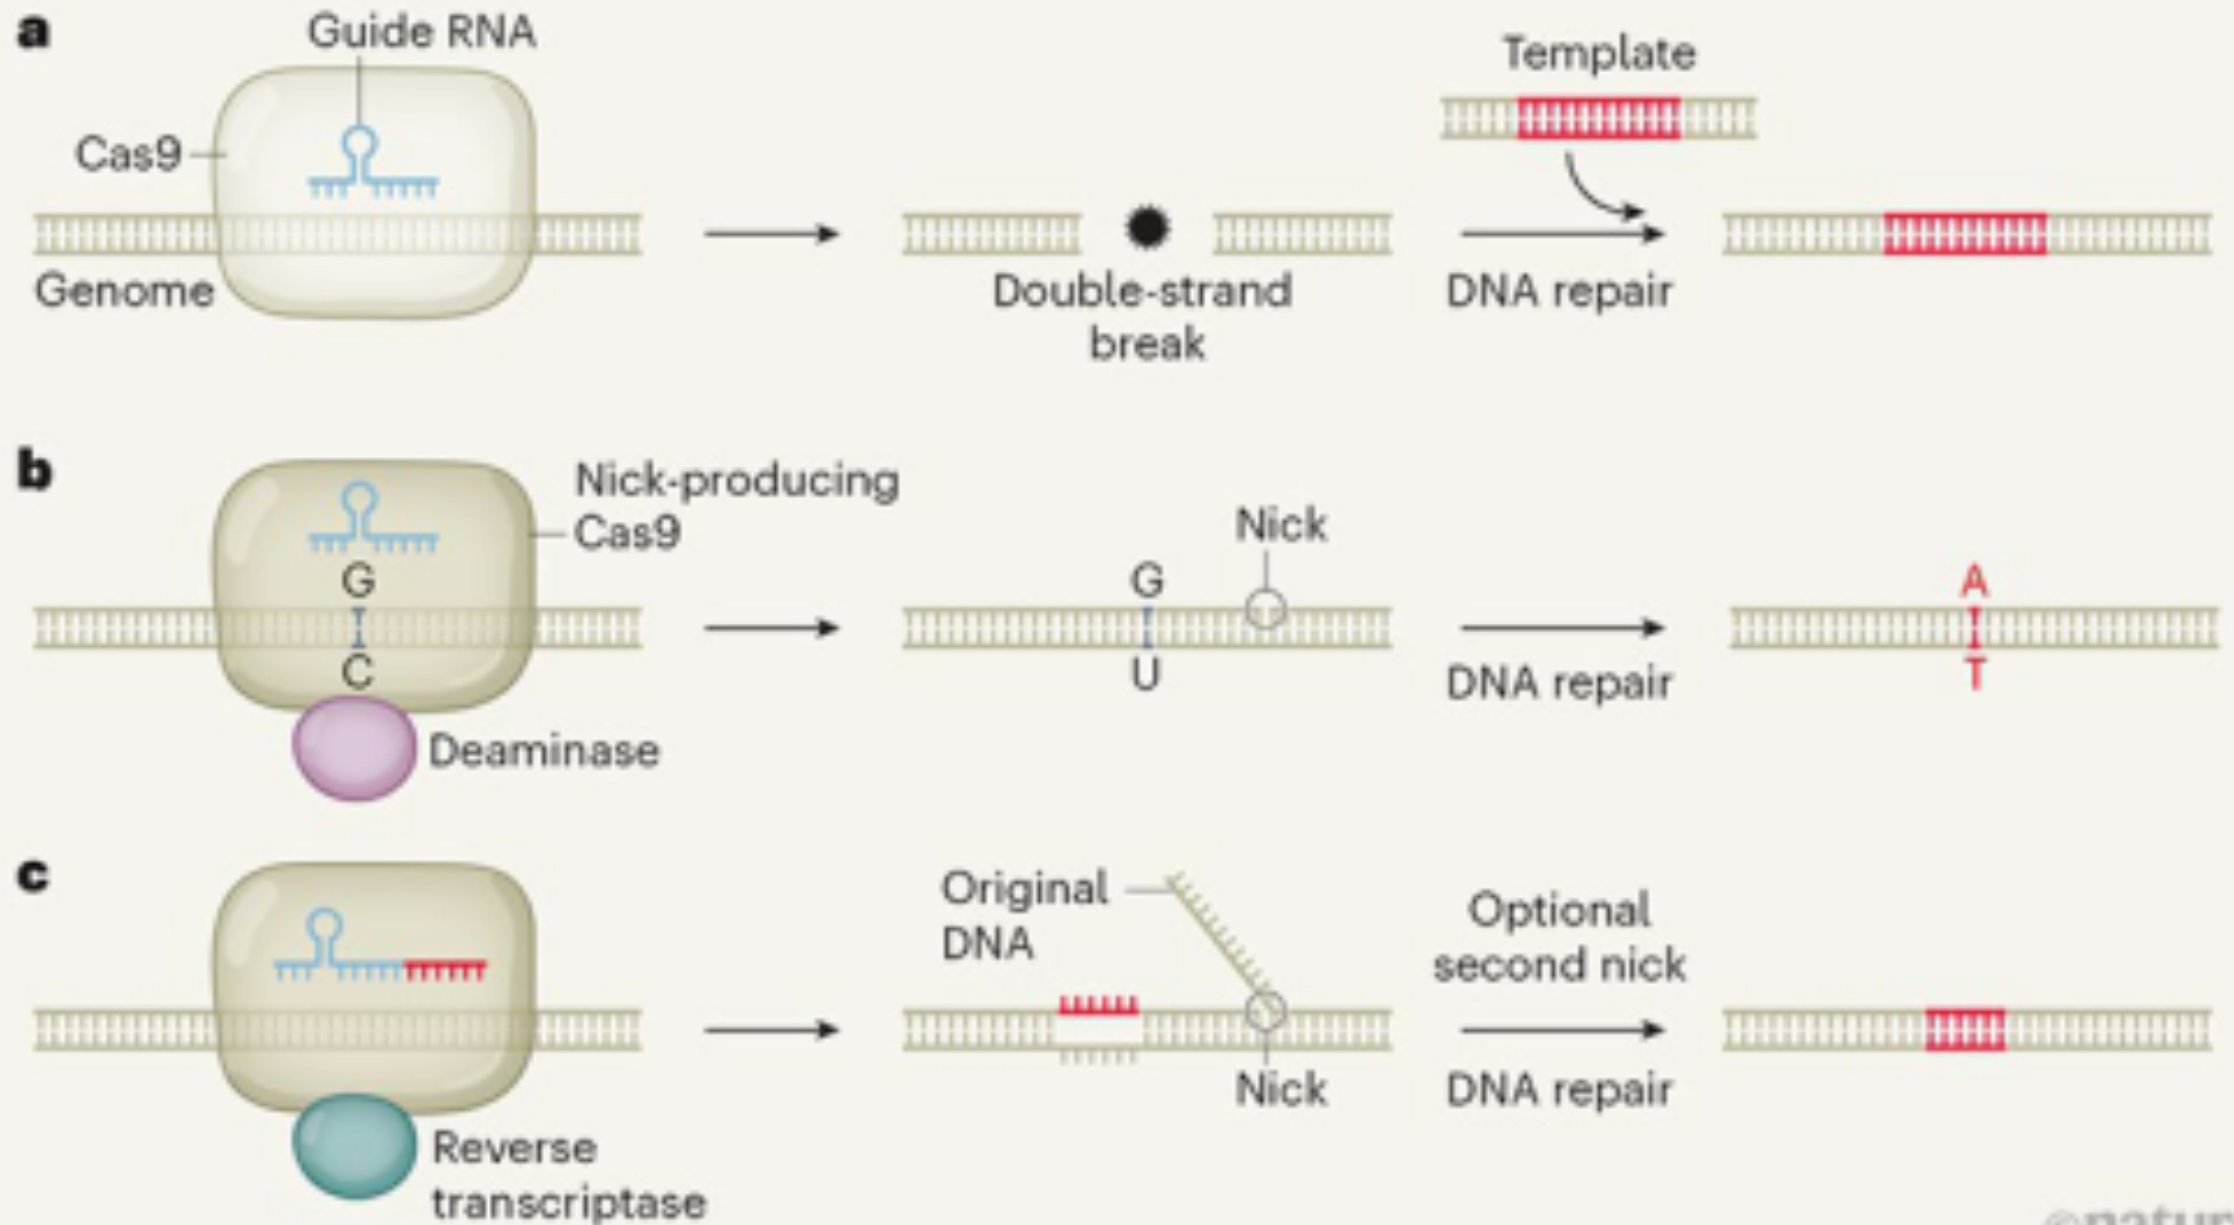 a
Guide RNA
Cas9
Genome
Double-strand
break
Template
DNA repair
b
Nick-producing
Cas9
G
C
Deaminase
Nick
G
U
DNA repair
A
T
c
Reverse
transcriptase
Original
DNA
Nick
Optional
second nick
DNA repair